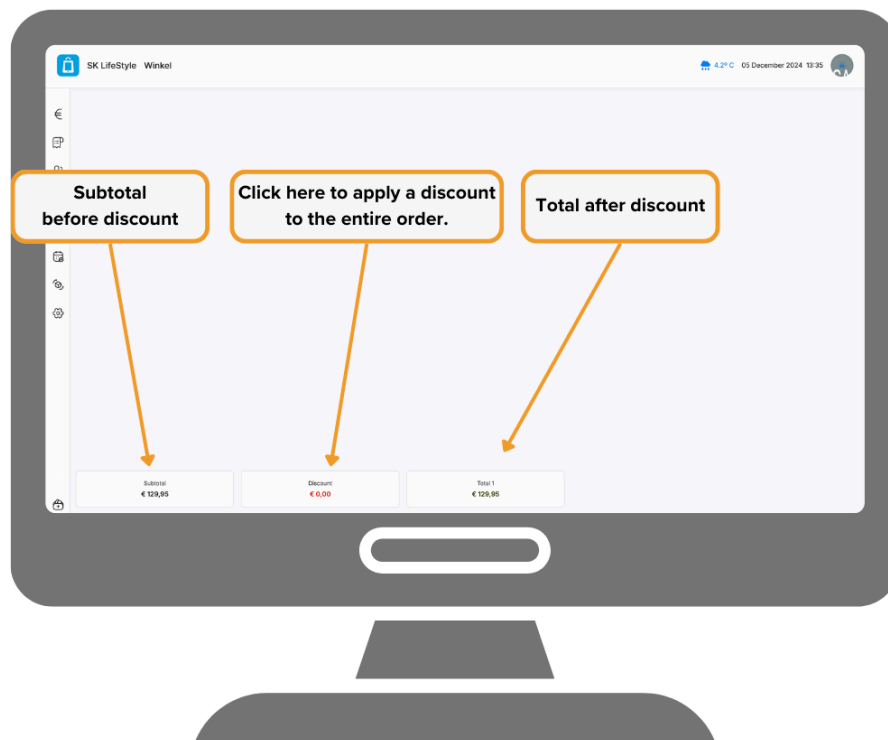 SK LifeStyle Winkel
4.2º C 05 December 2024 13:35
Subtotal
before discount
Click here to apply a discount
to the entire order.
Total after discount
Subtotal
€ 129,95
Discount
€ 0,00
Total 1
€ 129,95